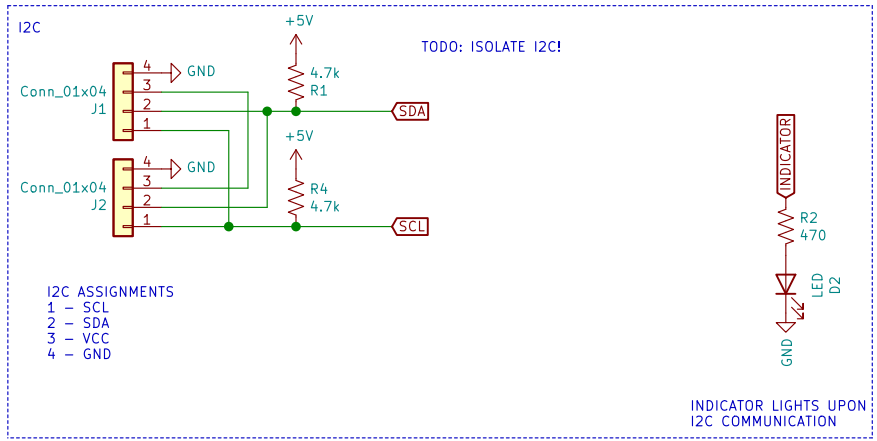 I2C
+5V
TODO: ISOLATE I2C!
4
GND
4.7k
R1
Conn_01x04
J1
3
2
1
SDA
+5V
4
GND
Conn_01x04
J2
3
2
1
R4
4.7k
SCL
INDICATOR
R2
470
LED
D2
GND
I2C ASSIGNMENTS
1 - SCL
2 - SDA
3 - VCC
4 - GND
INDICATOR LIGHTS UPON
I2C COMMUNICATION